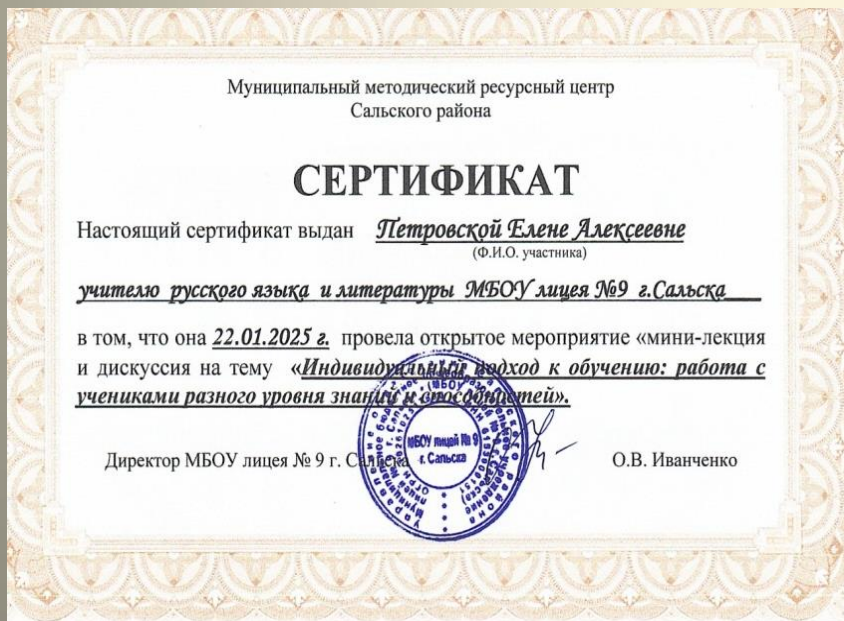 Муниципальный методический ресурсный центр
Сальского района
СЕРТИФИКАТ
Настоящий сертификат выдан Петровской Елене Алексеевне
(Ф.И.О. участника)
учителю русского языка и литературы МБОУ лицея №9 г.Сальска
в том, что она 22.01.2025 г. провела открытое мероприятие «мини-лекция
и дискуссия на тему «Индивидуальный подход к обучению: работа с
учениками разного уровня знаний и способностей».
МБОУ лицей № 9
г. Сальска
Директор МБОУ лицея № 9 г. Сальска О.В. Иванченко